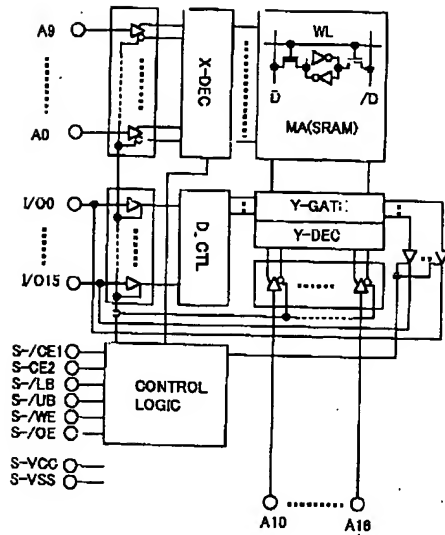 A9
A0
X-DEC
WL
D
/D
MA(SRAM)
I/O0
I/O15
D_CTL
Y-GATE
Y-DEC
S-/CE1
S-CE2
S-/LB
S-/UB
S-/WE
S-/OE
CONTROL
LOGIC
S-VCC
S-VSS
A10
A16